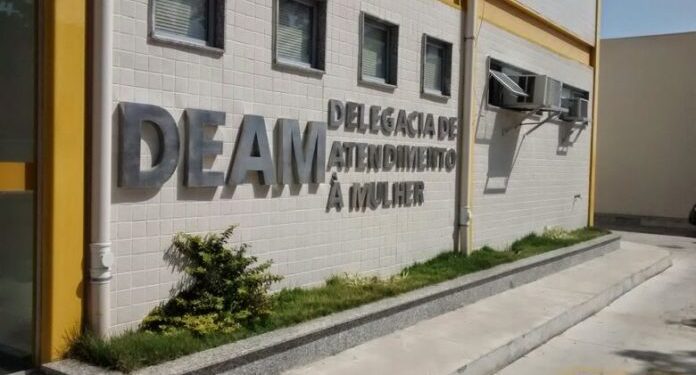 DEAM
DELEGACIA DE
ATENDIMENTO
À MULHER